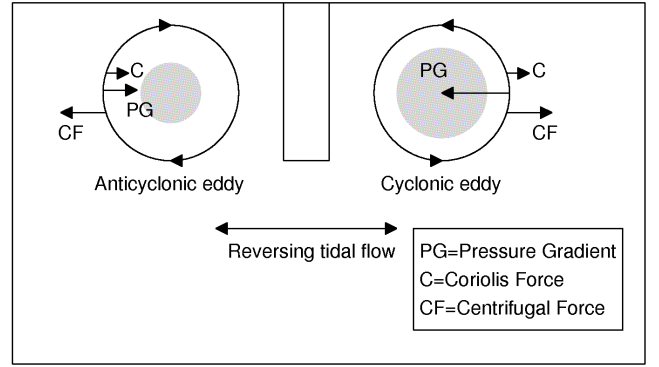 C
PG
CF
Anticyclonic eddy
PG
C
CF
Cyclonic eddy
Reversing tidal flow
PG=Pressure Gradient
C=Coriolis Force
CF=Centrifugal Force